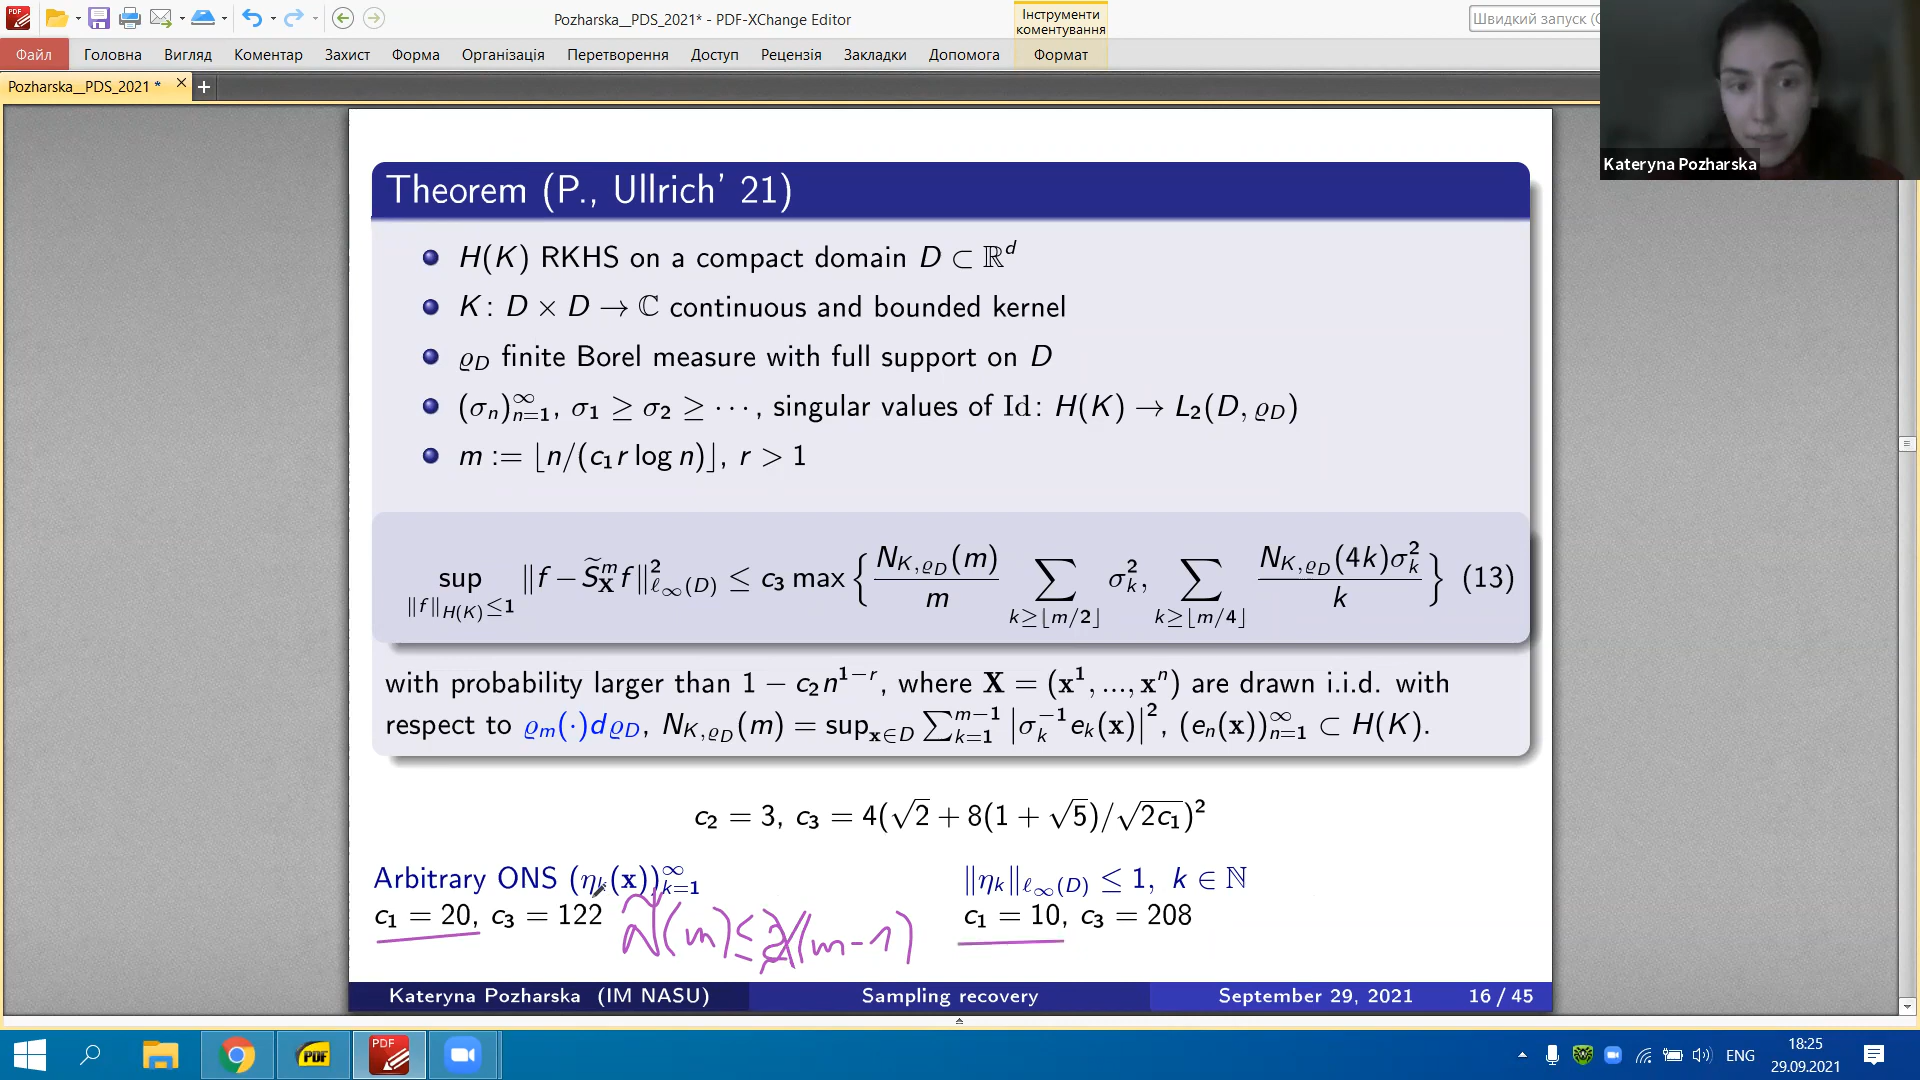 Pozharska__PDS_2021* - PDF-XChange Editor
Інструменти коментування
Швидкий запуск (C
Файл Головна Вигляд Коментар Захист Форма Організація Перетворення Доступ Рецензія Закладки Допомога Формат
Pozharska__PDS_2021 *
Kateryna Pozharska
Theorem (P., Ullrich' 21)
H(K) RKHS on a compact domain D ⊂ ℝ^d
K: D × D → ℂ continuous and bounded kernel
ϱ_D finite Borel measure with full support on D
(σ_n)_{n=1}^∞, σ_1 ≥ σ_2 ≥ ⋯, singular values of Id: H(K) → L_2(D, ϱ_D)
m := ⌊n/(c_1 r log n)⌋, r > 1
sup_{‖f‖_{H(K)} ≤ 1} ‖f − S̃_X^m f‖²_{ℓ_∞(D)} ≤ c_3 max { N_{K,ϱ_D}(m)/m ∑_{k≥⌊m/2⌋} σ_k², ∑_{k≥⌊m/4⌋} N_{K,ϱ_D}(4k)σ_k²/k } (13)
with probability larger than 1 − c_2 n^{1−r}, where X = (x^1, ..., x^n) are drawn i.i.d. with
respect to ϱ_m(·)dϱ_D, N_{K,ϱ_D}(m) = sup_{x∈D} ∑_{k=1}^{m−1} |σ_k^{−1} e_k(x)|², (e_n(x))_{n=1}^∞ ⊂ H(K).
c_2 = 3, c_3 = 4(√2 + 8(1 + √5)/√(2c_1))²
Arbitrary ONS (η_k(x))_{k=1}^∞
c_1 = 20, c_3 = 122
‖η_k‖_{ℓ_∞(D)} ≤ 1, k ∈ ℕ
c_1 = 10, c_3 = 208
(m) ≤ (m-1)
Kateryna Pozharska (IM NASU) Sampling recovery September 29, 2021 16 / 45
PDF
PDF
ENG
18:25
29.09.2021